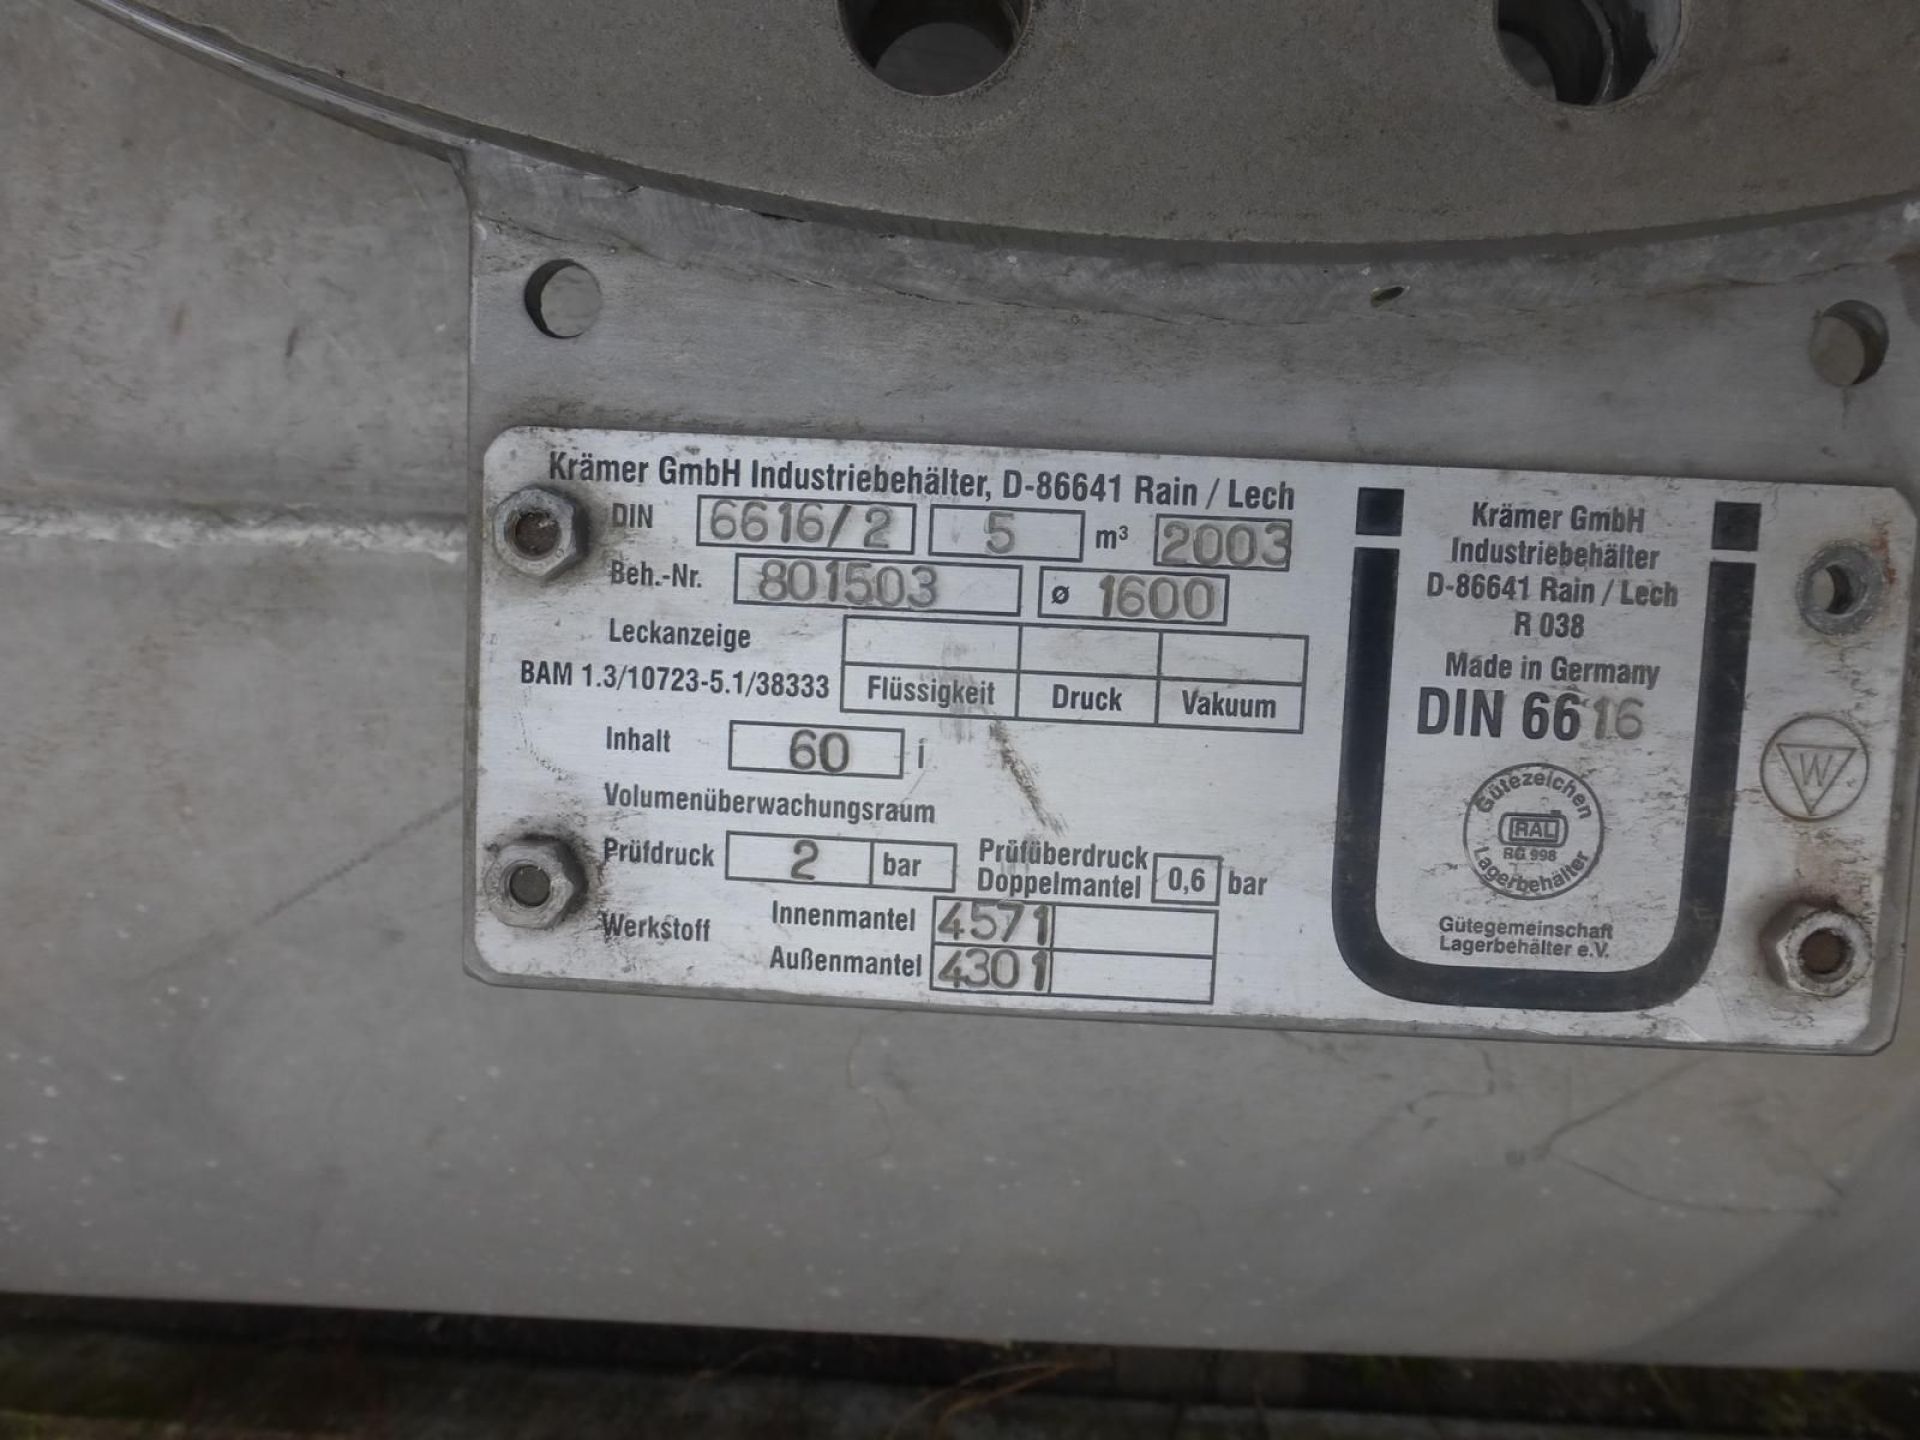 Krämer GmbH Industriebehälter, D-86641 Rain / Lech
DIN 6616/2 5 m³ 2003
Beh.-Nr. 801503 ø 1600
Leckanzeige
BAM 1.3/10723-5.1/38333 Flüssigkeit Druck Vakuum
Inhalt 60 l
Volumenüberwachungsraum
Prüfdruck 2 bar Prüfüberdruck
Doppelmantel 0,6 bar
Werkstoff Innenmantel 4571
Außenmantel 4301
Krämer GmbH
Industriebehälter
D-86641 Rain / Lech
R 038
Made in Germany
DIN 6616
Gütezeichen
RAL
RG 998
Lagerbehälter
Gütegemeinschaft
Lagerbehälter e.V.
W